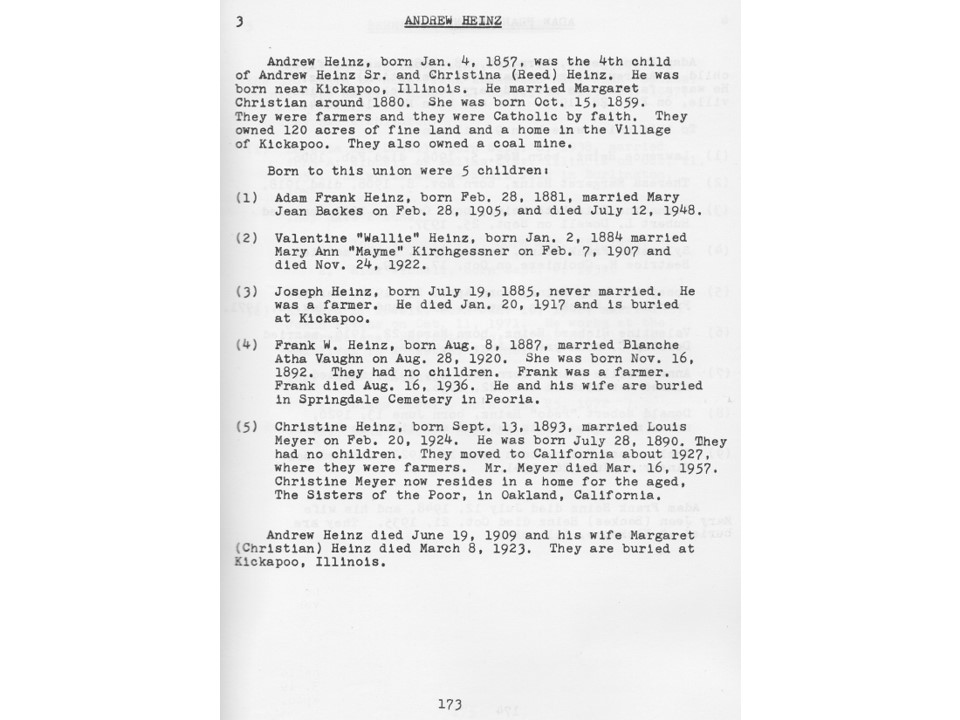 3 ANDREW HEINZ
Andrew Heinz, born Jan. 4, 1857, was the 4th child
of Andrew Heinz Sr. and Christina (Reed) Heinz. He was
born near Kickapoo, Illinois. He married Margaret
Christian around 1880. She was born Oct. 15, 1859.
They were farmers and they were Catholic by faith. They
owned 120 acres of fine land and a home in the Village
of Kickapoo. They also owned a coal mine.
Born to this union were 5 children:
(1) Adam Frank Heinz, born Feb. 28, 1881, married Mary
Jean Backes on Feb. 28, 1905, and died July 12, 1948.
(2) Valentine "Wallie" Heinz, born Jan. 2, 1884 married
Mary Ann "Mayme" Kirchgessner on Feb. 7, 1907 and
died Nov. 24, 1922.
(3) Joseph Heinz, born July 19, 1885, never married. He
was a farmer. He died Jan. 20, 1917 and is buried
at Kickapoo.
(4) Frank W. Heinz, born Aug. 8, 1887, married Blanche
Atha Vaughn on Aug. 28, 1920. She was born Nov. 16,
1892. They had no children. Frank was a farmer.
Frank died Aug. 16, 1936. He and his wife are buried
in Springdale Cemetery in Peoria.
(5) Christine Heinz, born Sept. 13, 1893, married Louis
Meyer on Feb. 20, 1924. He was born July 28, 1890. They
had no children. They moved to California about 1927,
where they were farmers. Mr. Meyer died Mar. 16, 1957.
Christine Meyer now resides in a home for the aged,
The Sisters of the Poor, in Oakland, California.
Andrew Heinz died June 19, 1909 and his wife Margaret
(Christian) Heinz died March 8, 1923. They are buried at
Kickapoo, Illinois.
173